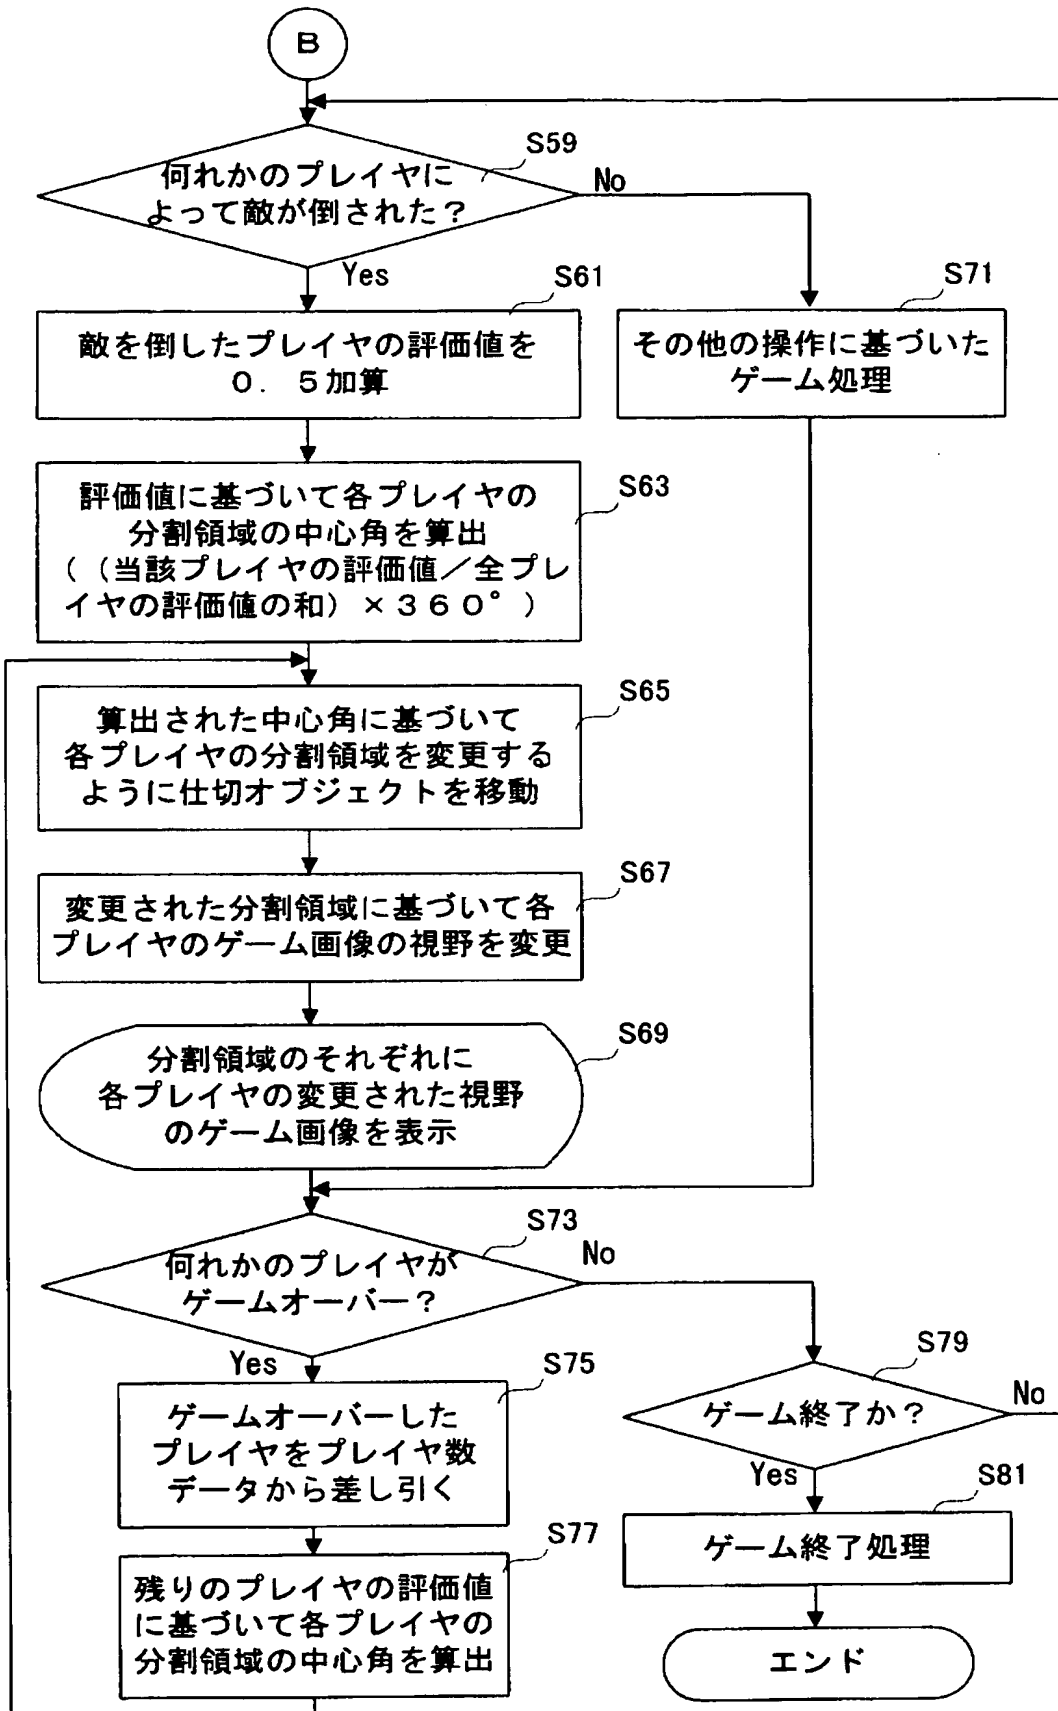 B
S59
何れかのプレイヤに
よって敵が倒された？
No
Yes
S61
敵を倒したプレイヤの評価値を
０．５加算
S71
その他の操作に基づいた
ゲーム処理
S63
評価値に基づいて各プレイヤの
分割領域の中心角を算出
（（当該プレイヤの評価値／全プレ
イヤの評価値の和）×３６０°）
S65
算出された中心角に基づいて
各プレイヤの分割領域を変更する
ように仕切オブジェクトを移動
S67
変更された分割領域に基づいて各
プレイヤのゲーム画像の視野を変更
S69
分割領域のそれぞれに
各プレイヤの変更された視野
のゲーム画像を表示
S73
何れかのプレイヤが
ゲームオーバー？
No
Yes
S75
ゲームオーバーした
プレイヤをプレイヤ数
データから差し引く
S79
ゲーム終了か？
No
Yes
S77
残りのプレイヤの評価値
に基づいて各プレイヤの
分割領域の中心角を算出
S81
ゲーム終了処理
エンド